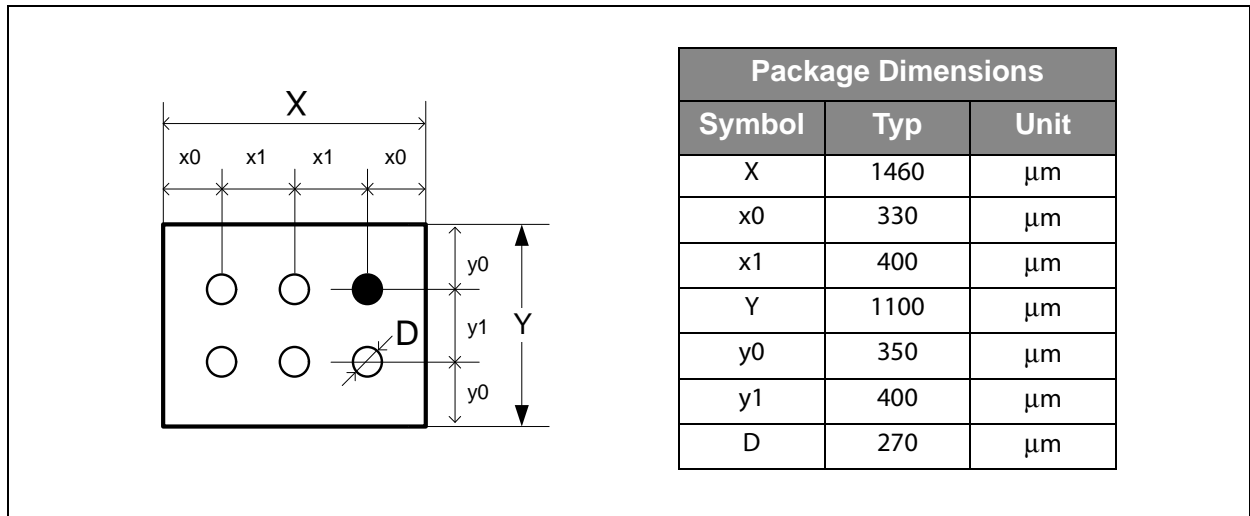 X
x0 x1 x1 x0
y0
y1
Y
D
y0
Package Dimensions
Symbol Typ Unit
X 1460 μm
x0 330 μm
x1 400 μm
Y 1100 μm
y0 350 μm
y1 400 μm
D 270 μm